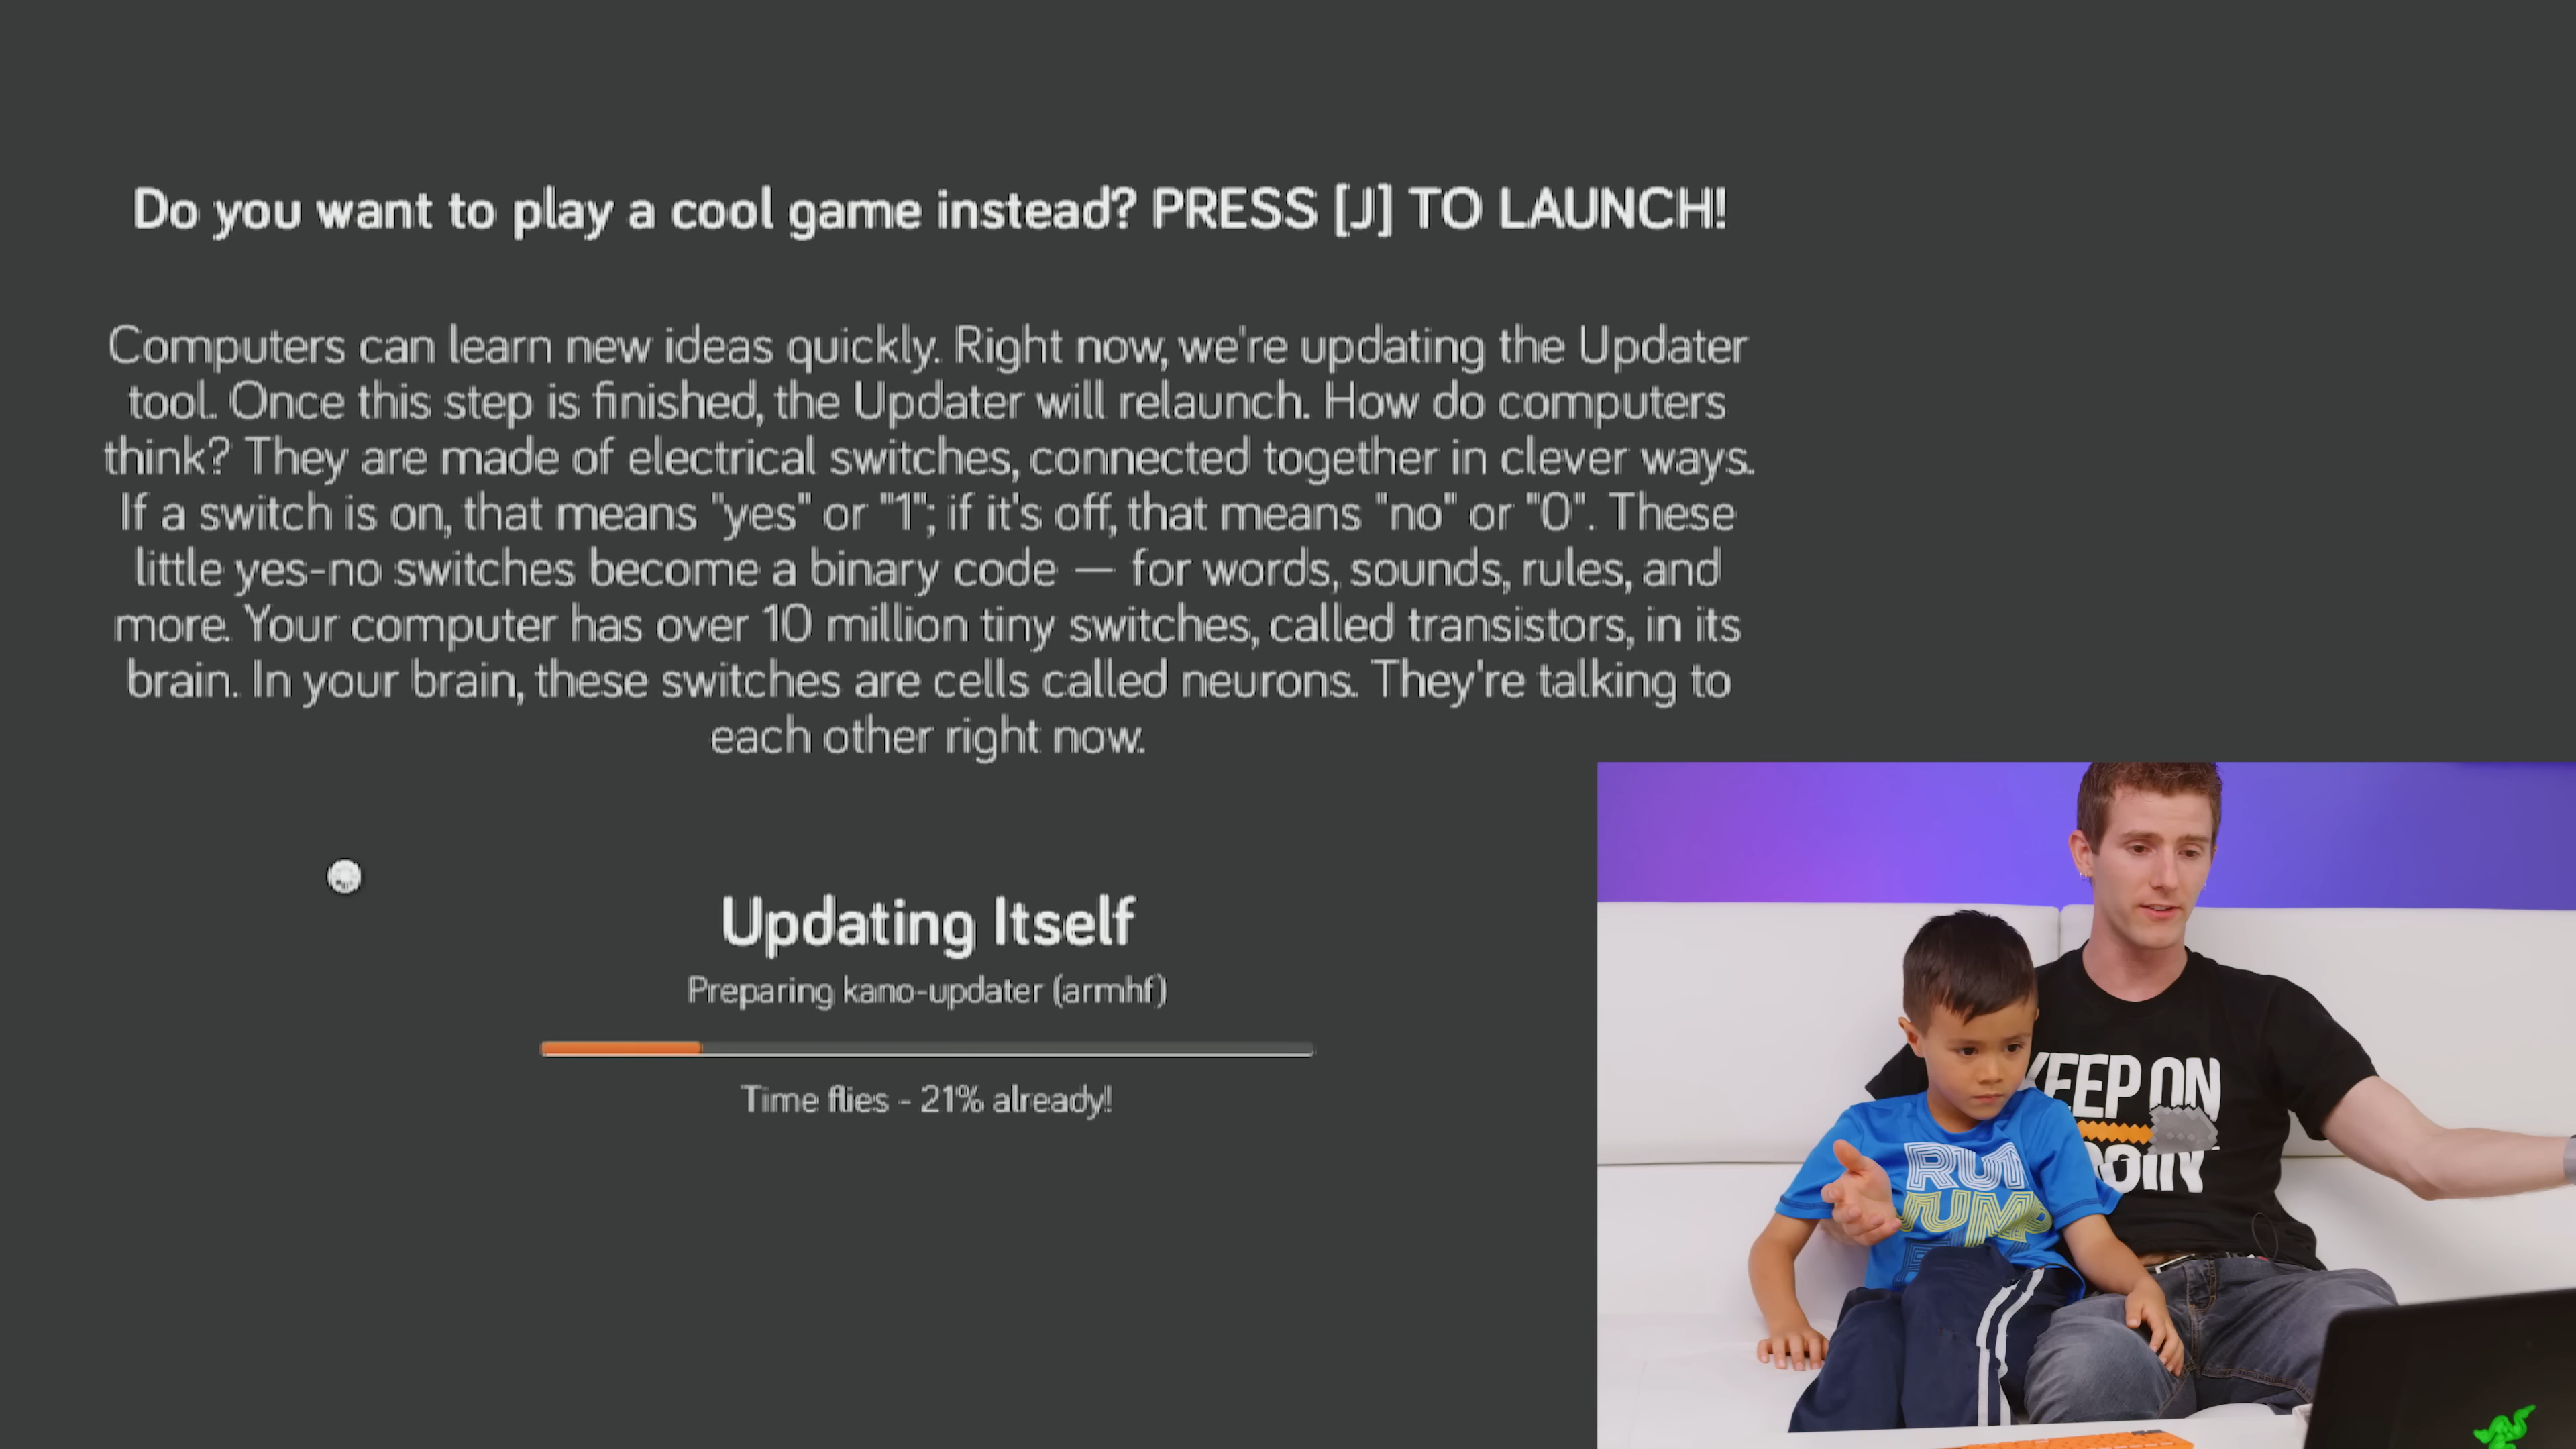 Do you want to play a cool game instead? PRESS [J] TO LAUNCH!
Computers can learn new ideas quickly. Right now, we're updating the Updater
tool. Once this step is finished, the Updater will relaunch. How do computers
think? They are made of electrical switches, connected together in clever ways.
If a switch is on, that means "yes" or "1"; if it's off, that means "no" or "0". These
little yes-no switches become a binary code — for words, sounds, rules, and
more. Your computer has over 10 million tiny switches, called transistors, in its
brain. In your brain, these switches are cells called neurons. They're talking to
each other right now.
Updating Itself
Preparing kano-updater (armhf)
Time flies - 21% already!
KEEP ON
RUN
JUMP